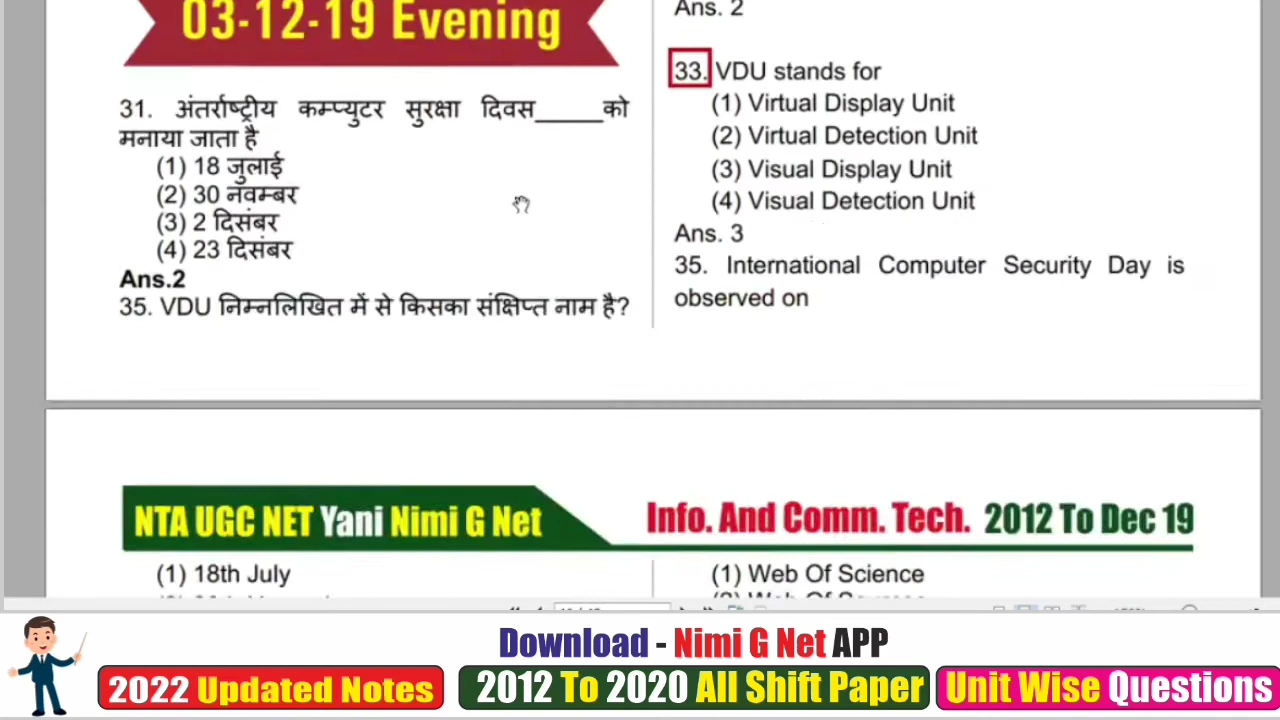 03-12-19 Evening
31. अंतर्राष्ट्रीय कम्प्युटर सुरक्षा दिवस_____को
मनाया जाता है
(1) 18 जुलाई
(2) 30 नवम्बर
(3) 2 दिसंबर
(4) 23 दिसंबर
Ans.2
35. VDU निम्नलिखित में से किसका संक्षिप्त नाम है?
Ans. 2
33. VDU stands for
(1) Virtual Display Unit
(2) Virtual Detection Unit
(3) Visual Display Unit
(4) Visual Detection Unit
Ans. 3
35. International Computer Security Day is
observed on
NTA UGC NET Yani Nimi G Net
Info. And Comm. Tech. 2012 To Dec 19
(1) 18th July
(1) Web Of Science
Download - Nimi G Net APP
2022 Updated Notes
2012 To 2020 All Shift Paper
Unit Wise Questions